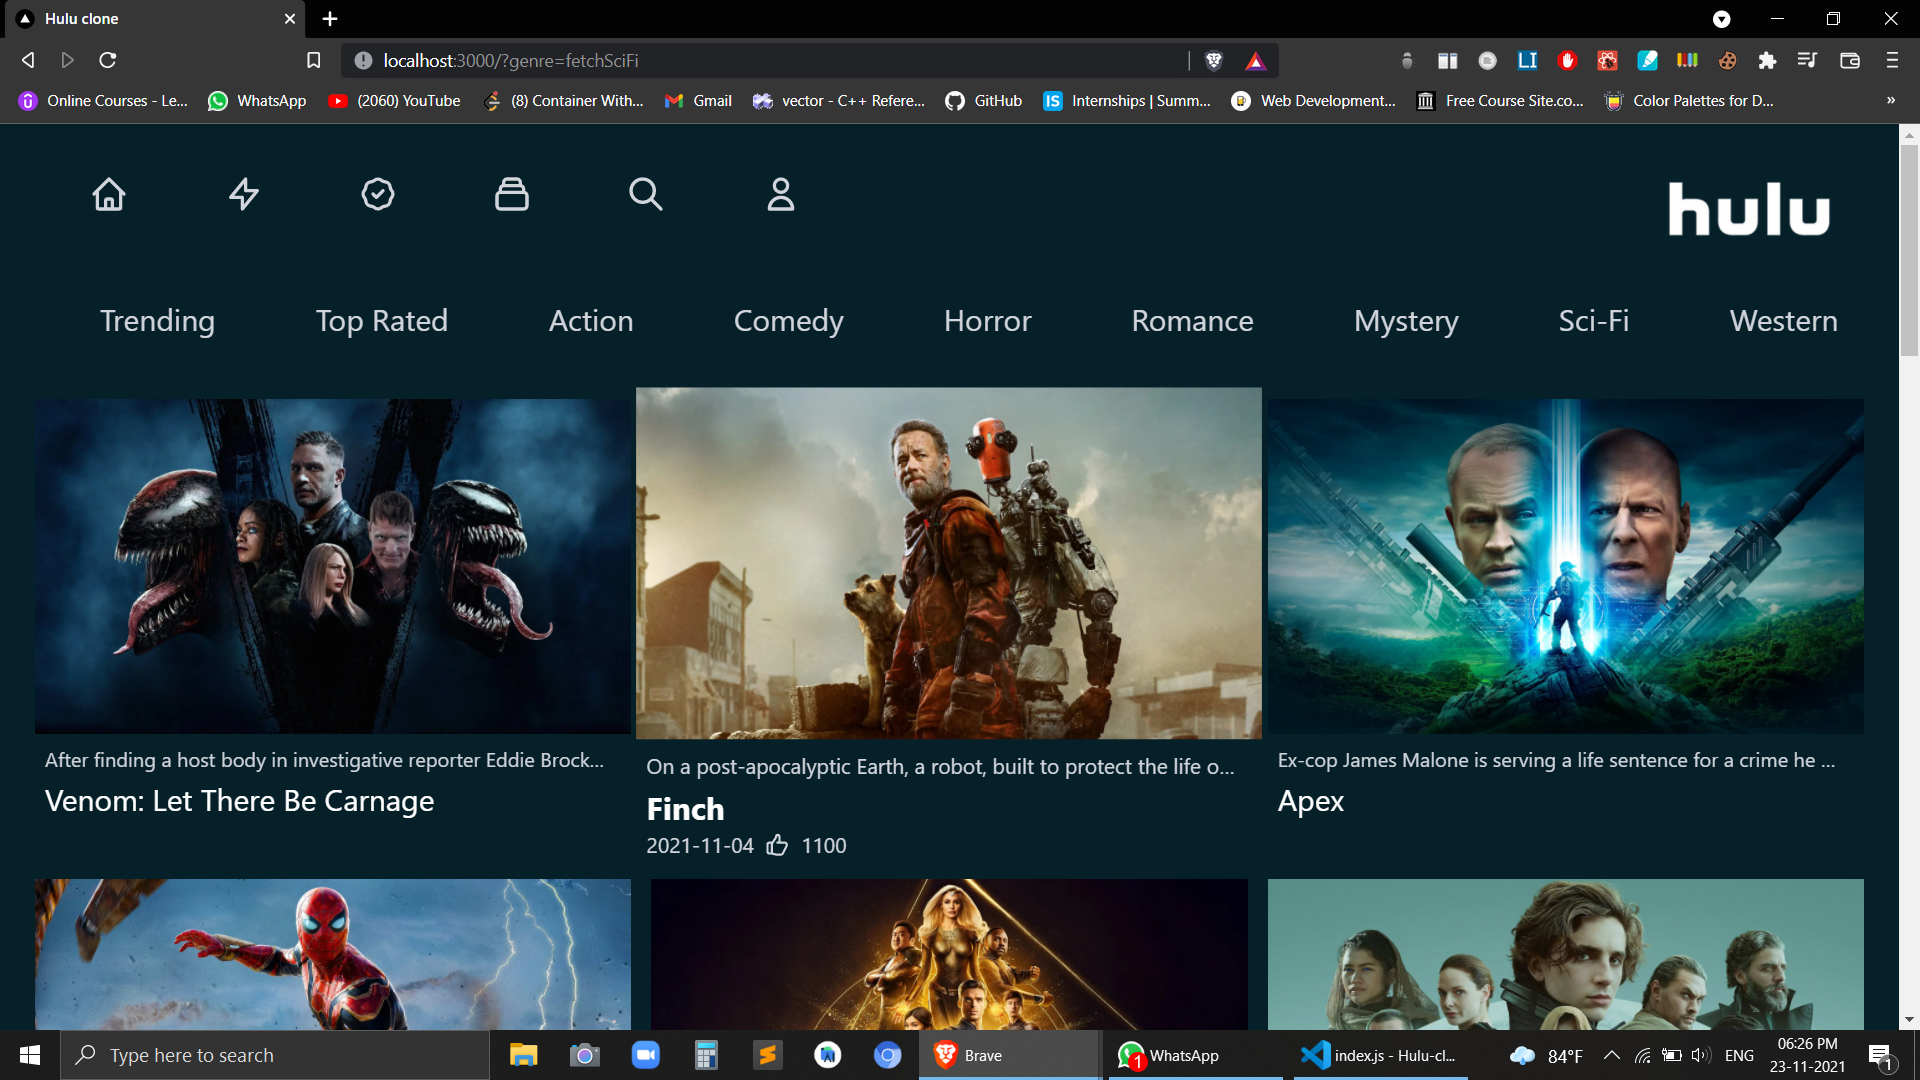 Hulu clone
localhost:3000/?genre=fetchSciFi
LI
Online Courses - Le...
WhatsApp
(2060) YouTube
(8) Container With...
Gmail
vector - C++ Refere...
GitHub
IS
Internships | Summ...
Web Development...
Free Course Site.co...
Color Palettes for D...
»
hulu
Trending
Top Rated
Action
Comedy
Horror
Romance
Mystery
Sci-Fi
Western
After finding a host body in investigative reporter Eddie Brock...
Venom: Let There Be Carnage
On a post-apocalyptic Earth, a robot, built to protect the life o...
Finch
2021-11-04 1100
Ex-cop James Malone is serving a life sentence for a crime he ...
Apex
Type here to search
Brave
1
WhatsApp
index.js - Hulu-cl...
84°F
ENG
06:26 PM
23-11-2021
1